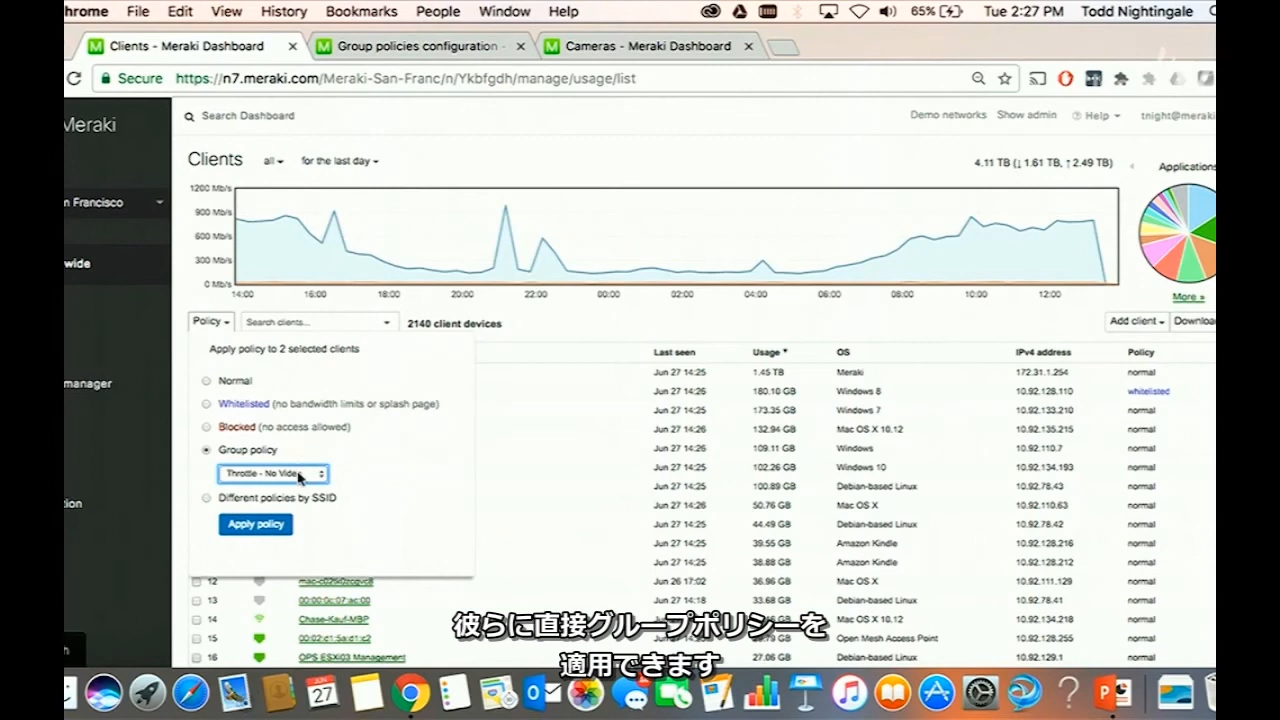 hrome File Edit View History Bookmarks People Window Help 65% Tue 2:27 PM Todd Nightingale
Clients - Meraki Dashboard × Group policies configuration - × Cameras - Meraki Dashboard ×
Secure https://n7.meraki.com/Meraki-San-Franc/n/Ykbfgdh/manage/usage/list
Meraki
Search Dashboard Demo networks Show admin Help tnight@meraki
n Francisco
wide
manager
tion
h
Clients all for the last day 4.11 TB (↓ 1.61 TB, ↑ 2.49 TB) Applications
1200 Mb/s
900 Mb/s
600 Mb/s
300 Mb/s
0 Mb/s
14:00 16:00 18:00 20:00 22:00 00:00 02:00 04:00 06:00 08:00 10:00 12:00
More »
Policy Search clients... 2140 client devices Add client Downloa
Apply policy to 2 selected clients
Normal
Whitelisted (no bandwidth limits or splash page)
Blocked (no access allowed)
Group policy
Throttle - No Vide
Different policies by SSID
Apply policy
Last seen Usage OS IPv4 address Policy
Jun 27 14:25 1.45 TB Meraki 172.31.1.254 normal
Jun 27 14:25 180.10 GB Windows 8 10.92.128.110 whitelisted
Jun 27 14:25 173.35 GB Windows 7 10.92.133.210 normal
Jun 27 14:26 132.94 GB Mac OS X 10.12 10.92.135.215 normal
Jun 27 14:26 109.11 GB Windows 10.92.110.7 normal
Jun 27 14:25 102.26 GB Windows 10 10.92.134.193 normal
Jun 27 14:25 100.89 GB Debian-based Linux 10.92.78.43 normal
Jun 27 14:26 50.76 GB Mac OS X 10.92.110.63 normal
Jun 27 14:25 44.49 GB Debian-based Linux 10.92.78.42 normal
Jun 27 14:25 39.55 GB Amazon Kindle 10.92.128.216 normal
Jun 27 14:25 38.88 GB Amazon Kindle 10.92.128.212 normal
12 Jun 26 17:02 36.96 GB Mac OS X 10.92.111.129 normal
13 00:00:0c:07:ac:00 Jun 27 14:18 33.68 GB Debian-based Linux 10.92.78.41 normal
14 Chase-Kauf-MBP Mac OS X 10.12 10.92.134.218 normal
15 00:02:d1:5a:d1:c2 Open Mesh Access Point 10.92.128.255 normal
16 OPS ESXi03 Management 27.06 GB Debian-based Linux 10.92.129.1 normal
彼らに直接グループポリシーを
適用できます
JUN
27